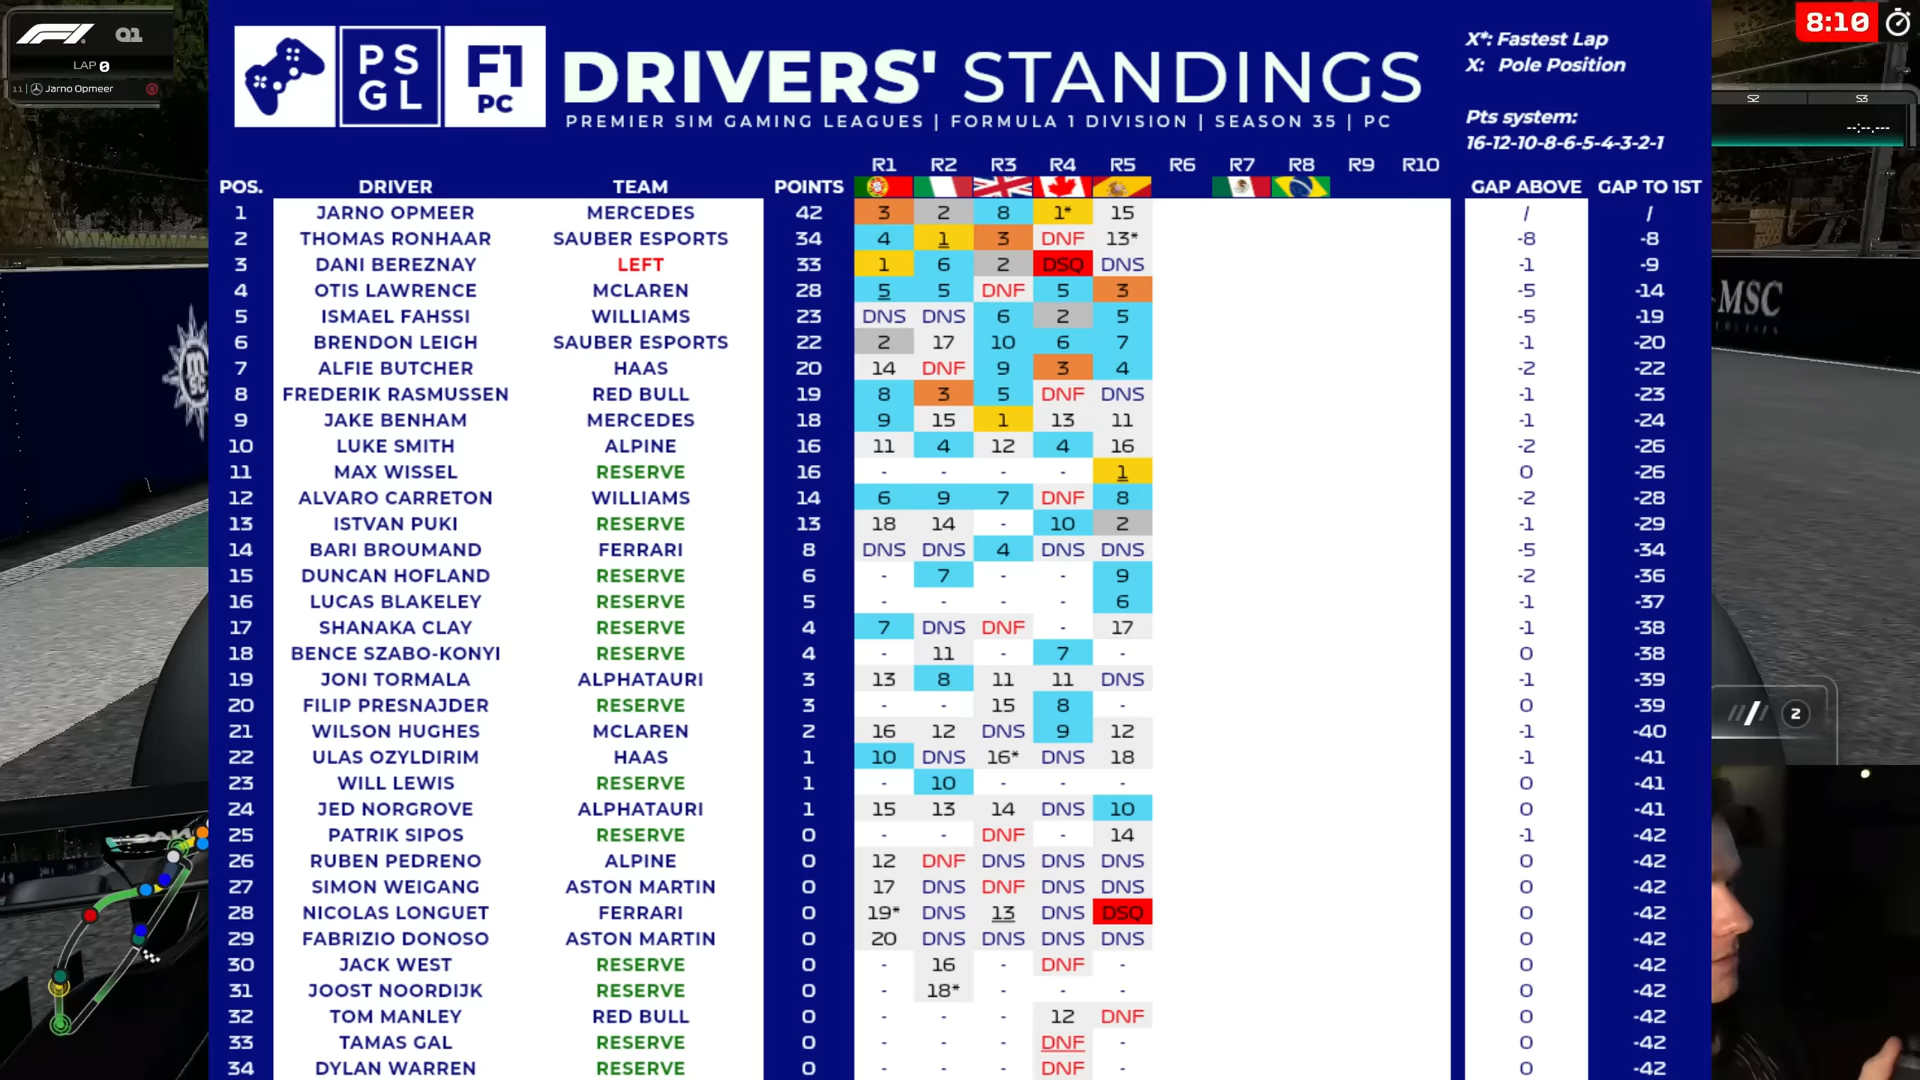 F1 Q1
LAP 0
11 | Jarno Opmeer
PS GL
F1 PC
DRIVERS' STANDINGS
PREMIER SIM GAMING LEAGUES | FORMULA 1 DIVISION | SEASON 35 | PC
X*: Fastest Lap
X: Pole Position
Pts system:
16-12-10-8-6-5-4-3-2-1
8:10
S2 S3
--:--.---
R1 R2 R3 R4 R5 R6 R7 R8 R9 R10
POS. DRIVER TEAM POINTS GAP ABOVE GAP TO 1ST
1 JARNO OPMEER MERCEDES 42 3 2 8 1* 15 / /
2 THOMAS RONHAAR SAUBER ESPORTS 34 4 1 3 DNF 13* -8 -8
3 DANI BEREZNAY LEFT 33 1 6 2 DSQ DNS -1 -9
4 OTIS LAWRENCE MCLAREN 28 5 5 DNF 5 3 -5 -14
5 ISMAEL FAHSSI WILLIAMS 23 DNS DNS 6 2 5 -5 -19
6 BRENDON LEIGH SAUBER ESPORTS 22 2 17 10 6 7 -1 -20
7 ALFIE BUTCHER HAAS 20 14 DNF 9 3 4 -2 -22
8 FREDERIK RASMUSSEN RED BULL 19 8 3 5 DNF DNS -1 -23
9 JAKE BENHAM MERCEDES 18 9 15 1 13 11 -1 -24
10 LUKE SMITH ALPINE 16 11 4 12 4 16 -2 -26
11 MAX WISSEL RESERVE 16 - - - - 1 0 -26
12 ALVARO CARRETON WILLIAMS 14 6 9 7 DNF 8 -2 -28
13 ISTVAN PUKI RESERVE 13 18 14 - 10 2 -1 -29
14 BARI BROUMAND FERRARI 8 DNS DNS 4 DNS DNS -5 -34
15 DUNCAN HOFLAND RESERVE 6 - 7 - - 9 -2 -36
16 LUCAS BLAKELEY RESERVE 5 - - - - 6 -1 -37
17 SHANAKA CLAY RESERVE 4 7 DNS DNF - 17 -1 -38
18 BENCE SZABO-KONYI RESERVE 4 - 11 - 7 - 0 -38
19 JONI TORMALA ALPHATAURI 3 13 8 11 11 DNS -1 -39
20 FILIP PRESNAJDER RESERVE 3 - - 15 8 - 0 -39
21 WILSON HUGHES MCLAREN 2 16 12 DNS 9 12 -1 -40
22 ULAS OZYLDIRIM HAAS 1 10 DNS 16* DNS 18 -1 -41
23 WILL LEWIS RESERVE 1 - 10 - - - 0 -41
24 JED NORGROVE ALPHATAURI 1 15 13 14 DNS 10 0 -41
25 PATRIK SIPOS RESERVE 0 - - DNF - 14 -1 -42
26 RUBEN PEDRENO ALPINE 0 12 DNF DNS DNS DNS 0 -42
27 SIMON WEIGANG ASTON MARTIN 0 17 DNS DNF DNS DNS 0 -42
28 NICOLAS LONGUET FERRARI 0 19* DNS 13 DNS DSQ 0 -42
29 FABRIZIO DONOSO ASTON MARTIN 0 20 DNS DNS DNS DNS 0 -42
30 JACK WEST RESERVE 0 - 16 - DNF - 0 -42
31 JOOST NOORDIJK RESERVE 0 - 18* - - - 0 -42
32 TOM MANLEY RED BULL 0 - - - 12 DNF 0 -42
33 TAMAS GAL RESERVE 0 - - - DNF - 0 -42
34 DYLAN WARREN RESERVE 0 - - - DNF - 0 -42
MSC
2